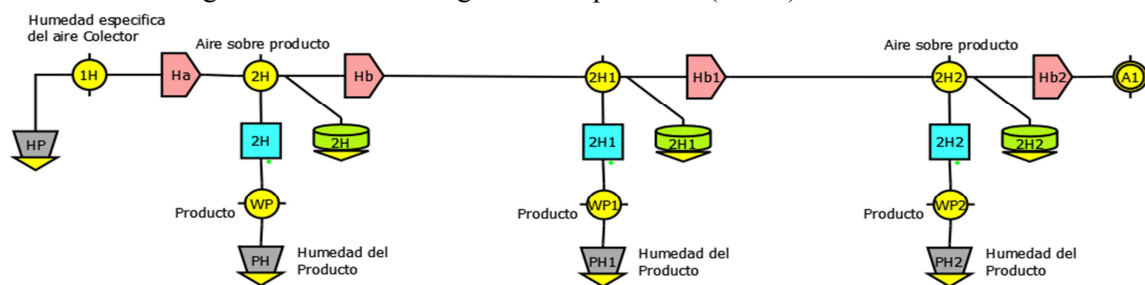 Humedad especifica
del aire Colector
Aire sobre producto
Aire sobre producto
1H
Ha
2H
Hb
2H1
Hb1
2H2
Hb2
A1
HP
2H
2H
2H1
2H1
2H2
2H2
Producto
WP
Producto
WP1
Producto
WP2
PH
Humedad del
Producto
PH1
Humedad del
Producto
PH2
Humedad del
Producto